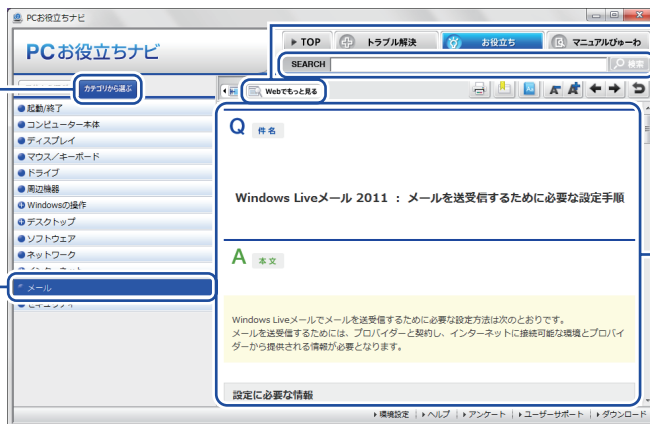 PCお役立ちナビ
PCお役立ちナビ
TOP
トラブル解決
お役立ち
マニュアルびゅーわ
SEARCH
検索
カテゴリから選ぶ
Webでもっと見る
起動/終了
コンピューター本体
ディスプレイ
マウス/キーボード
ドライブ
周辺機器
Windowsの操作
デスクトップ
ソフトウェア
ネットワーク
メール
Q 件名
Windows Liveメール 2011 : メールを送受信するために必要な設定手順
A 本文
Windows Liveメールでメールを送受信するために必要な設定方法は次のとおりです。
メールを送受信するためには、プロバイダーと契約し、インターネットに接続可能な環境とプロバイ
ダーから提供される情報が必要となります。
設定に必要な情報
環境設定 | ヘルプ | アンケート | ユーザーサポート | ダウンロード